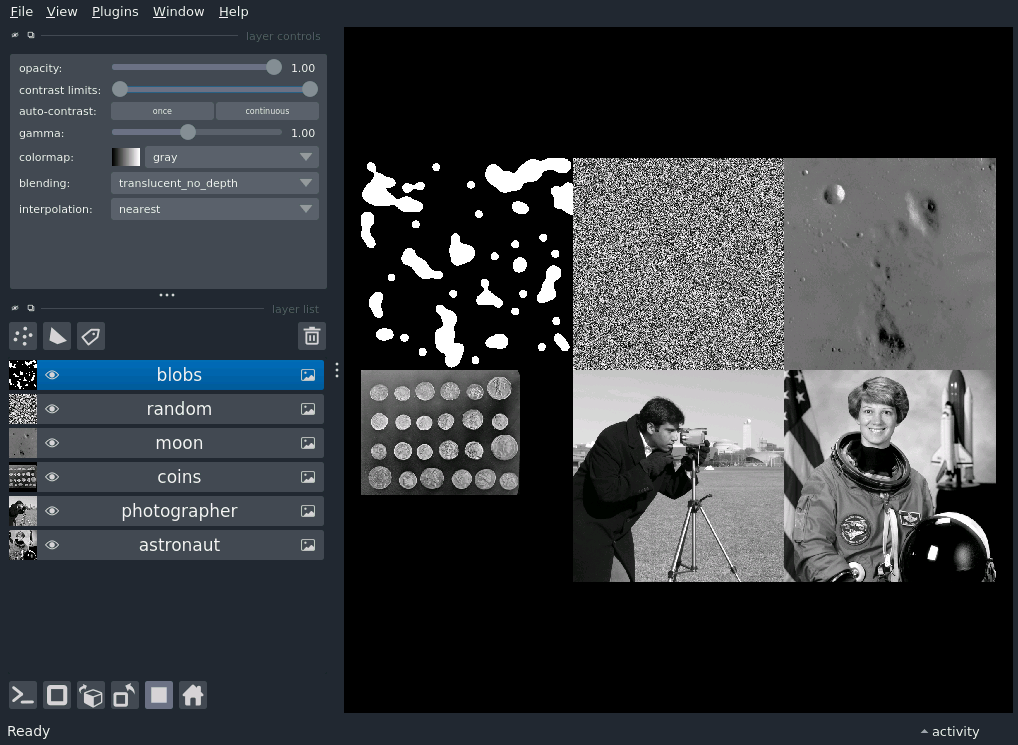 File View Plugins Window Help
layer controls
opacity: 1.00
contrast limits:
auto-contrast: once continuous
gamma: 1.00
colormap: gray
blending: translucent_no_depth
interpolation: nearest
layer list
blobs
random
moon
coins
photographer
astronaut
Ready
activity